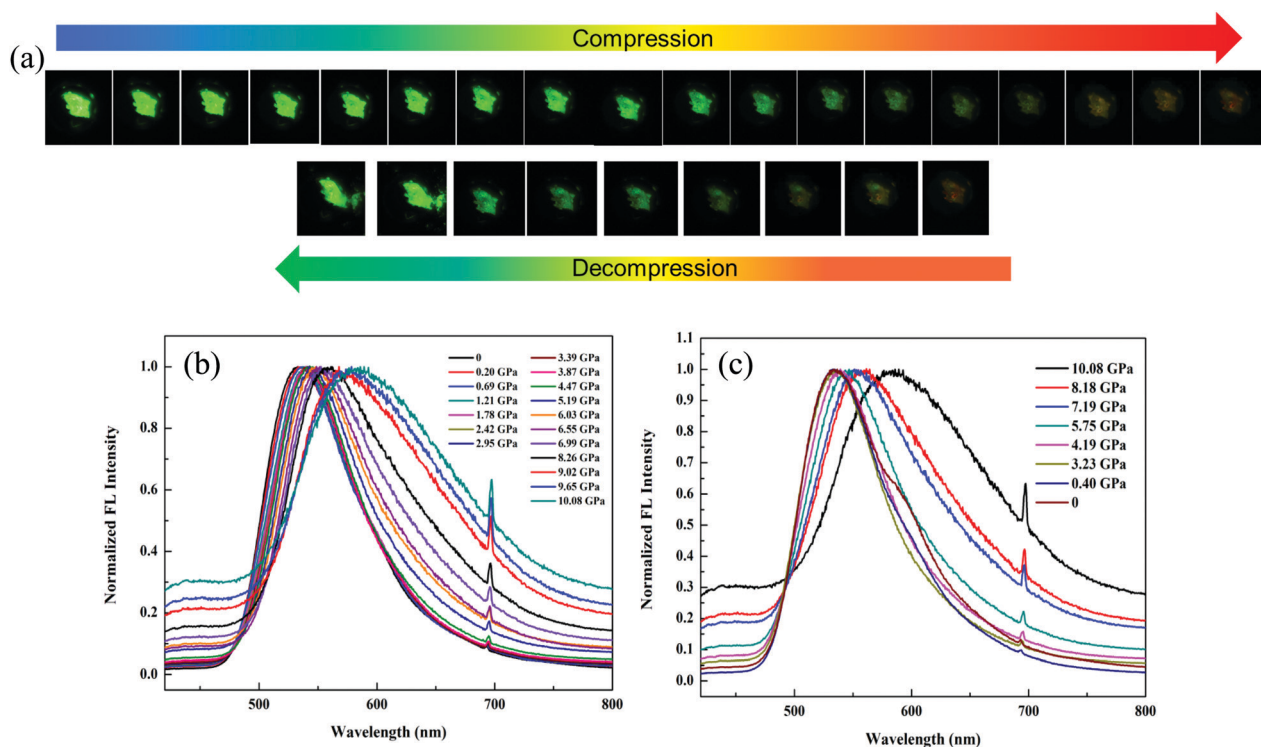 (a)
Compression
Decompression
(b)
Normalized FL Intensity
1.0
0.8
0.6
0.4
0.2
0.0
500
600
700
800
Wavelength (nm)
0
0.20 GPa
0.69 GPa
1.21 GPa
1.78 GPa
2.42 GPa
2.95 GPa
3.39 GPa
3.87 GPa
4.47 GPa
5.19 GPa
6.03 GPa
6.55 GPa
6.99 GPa
8.26 GPa
9.02 GPa
9.65 GPa
10.08 GPa
(c)
Normalized FL Intensity
1.1
1.0
0.9
0.8
0.7
0.6
0.5
0.4
0.3
0.2
0.1
0.0
500
600
700
800
Wavelength (nm)
10.08 GPa
8.18 GPa
7.19 GPa
5.75 GPa
4.19 GPa
3.23 GPa
0.40 GPa
0